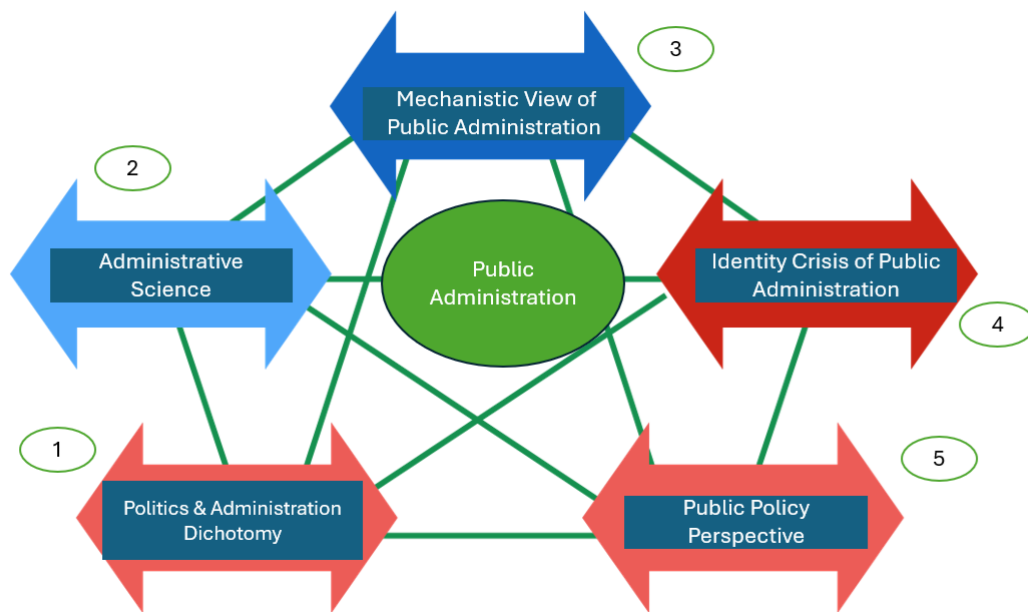 3
Mechanistic View of
Public Administration
2
Administrative
Science
Public
Administration
Identity Crisis of Public
Administration
4
1
Politics & Administration
Dichotomy
5
Public Policy
Perspective